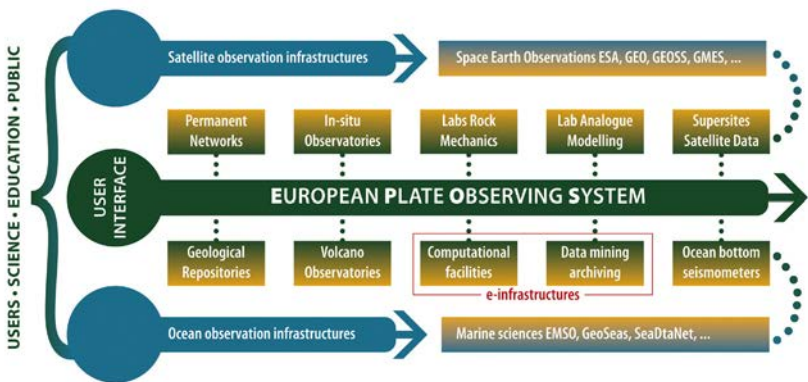 USERS • SCIENCE • EDUCATION • PUBLIC
Satellite observation infrastructures
Space Earth Observations ESA, GEO, GEOSS, GMES, ...
Permanent
Networks
In-situ
Observatories
Labs Rock
Mechanics
Lab Analogue
Modelling
Supersites
Satellite Data
USER
INTERFACE
EUROPEAN PLATE OBSERVING SYSTEM
Geological
Repositories
Volcano
Observatories
Computational
facilities
Data mining
archiving
Ocean bottom
seismometers
e-infrastructures
Ocean observation infrastructures
Marine sciences EMSO, GeoSeas, SeaDtaNet, ...